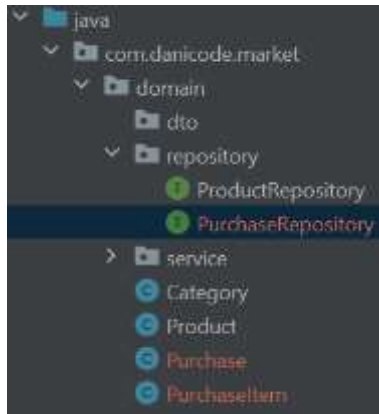 java
com.danicode.market
domain
dto
repository
ProductRepository
PurchaseRepository
service
Category
Product
Purchase
PurchaseItem